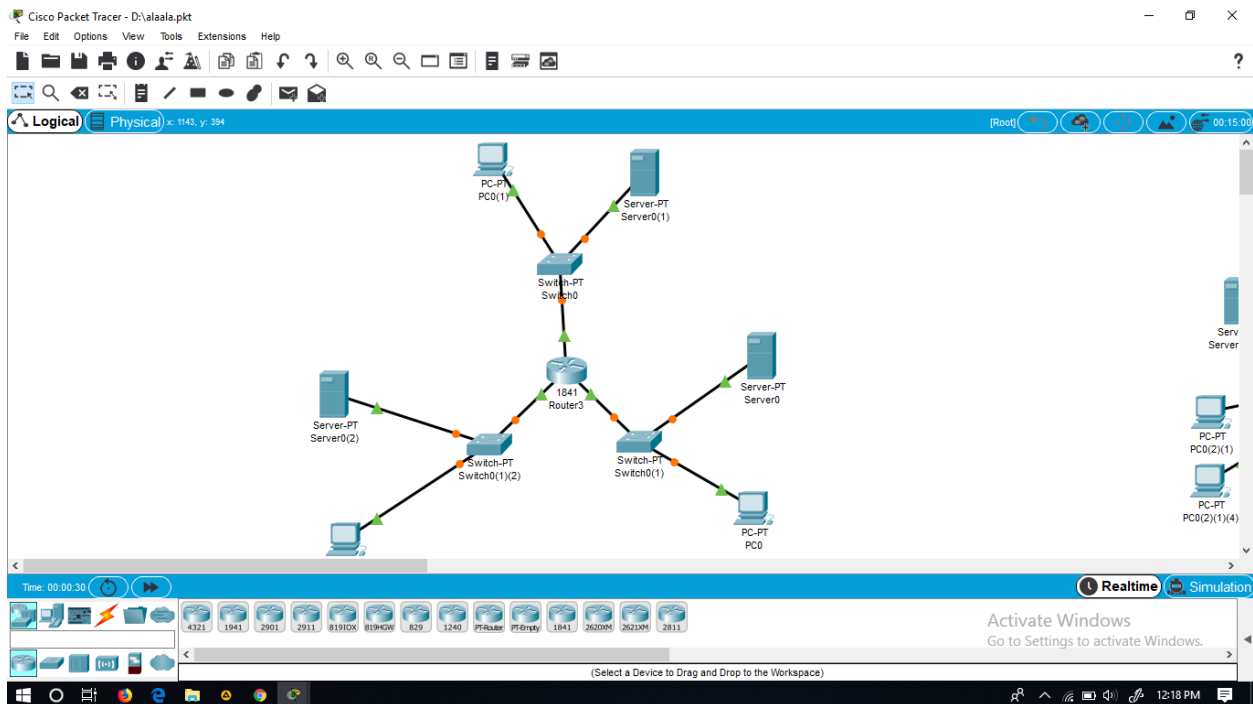 Cisco Packet Tracer - D:\alaala.pkt
File Edit Options View Tools Extensions Help
?
Logical Physical x: 1143, y: 394 [Root] 00:15:00
PC-PT
PC0(1)
Server-PT
Server0(1)
Switch-PT
Switch0
1841
Router3
Server-PT
Server0
Server-PT
Server0(2)
Switch-PT
Switch0(1)(2)
Switch-PT
Switch0(1)
PC-PT
PC0
Serv
Server
PC-PT
PC0(2)(1)
PC-PT
PC0(2)(1)(4)
Time: 00:00:30 Realtime Simulation
4321 1941 2901 2911 819IOX 819HGW 829 1240 PT-Router PT-Empty 1841 2620XM 2621XM 2811
Activate Windows
Go to Settings to activate Windows.
(Select a Device to Drag and Drop to the Workspace)
12:18 PM